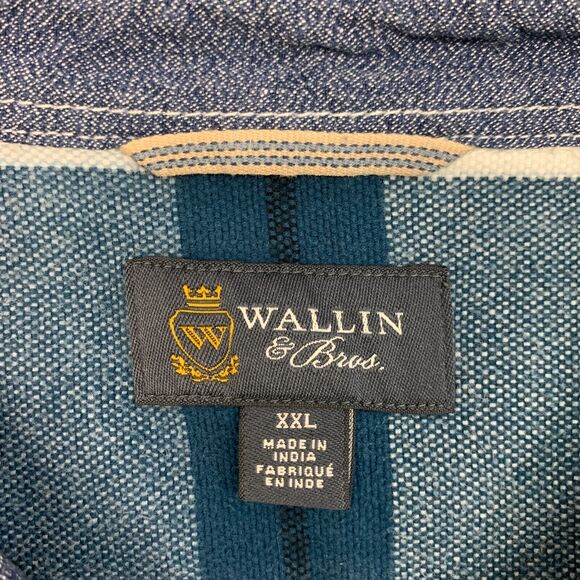 W
WALLIN
& Bros.
XXL
MADE IN
INDIA
FABRIQUÉ
EN INDE